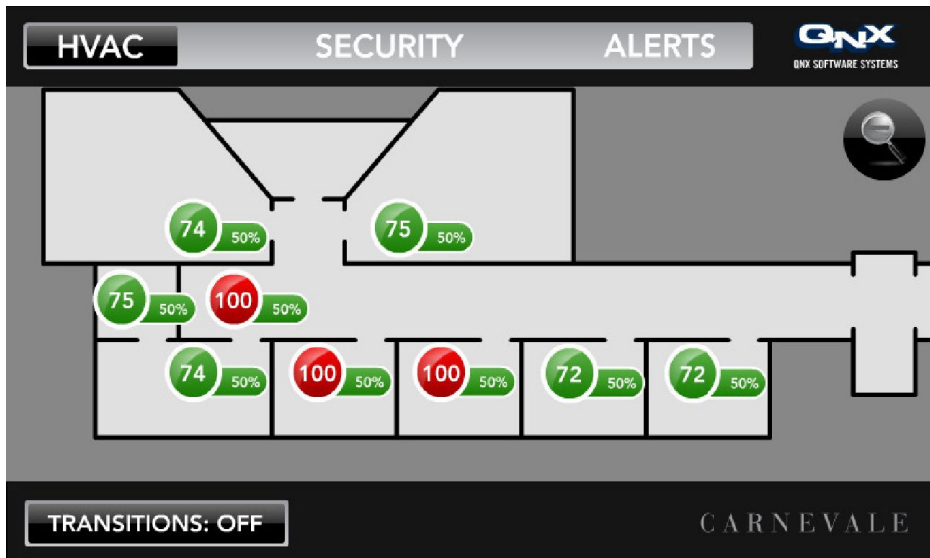 HVAC SECURITY ALERTS
QNX
QNX SOFTWARE SYSTEMS
74 50% 75 50%
75 50% 100 50%
74 50% 100 50% 100 50% 72 50% 72 50%
TRANSITIONS: OFF CARNEVALE